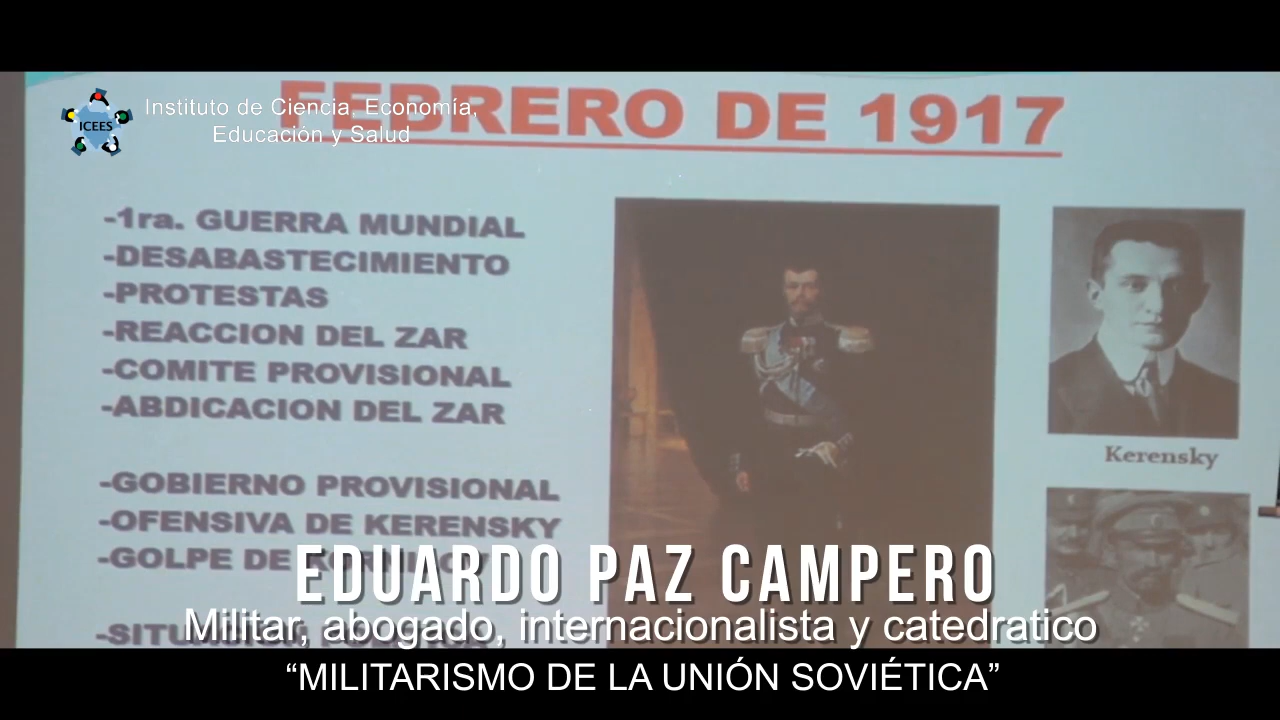 FEBRERO DE 1917
ICEES
Instituto de Ciencia, Economía,
Educación y Salud
-1ra. GUERRA MUNDIAL
-DESABASTECIMIENTO
-PROTESTAS
-REACCION DEL ZAR
-COMITE PROVISIONAL
-ABDICACION DEL ZAR
-GOBIERNO PROVISIONAL
-OFENSIVA DE KERENSKY
-GOLPE DE
Kerensky
EDUARDO PAZ CAMPERO
Militar, abogado, internacionalista y catedratico
“MILITARISMO DE LA UNIÓN SOVIÉTICA”